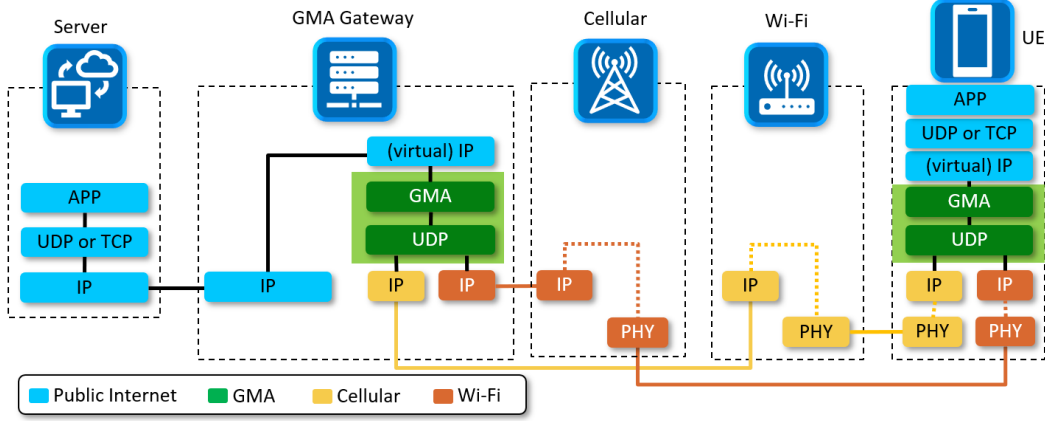 Server
GMA Gateway
Cellular
Wi-Fi
UE
APP
UDP or TCP
IP
IP
(virtual) IP
GMA
UDP
IP
IP
IP
PHY
IP
PHY
APP
UDP or TCP
(virtual) IP
GMA
UDP
IP
IP
PHY
PHY
Public Internet
GMA
Cellular
Wi-Fi